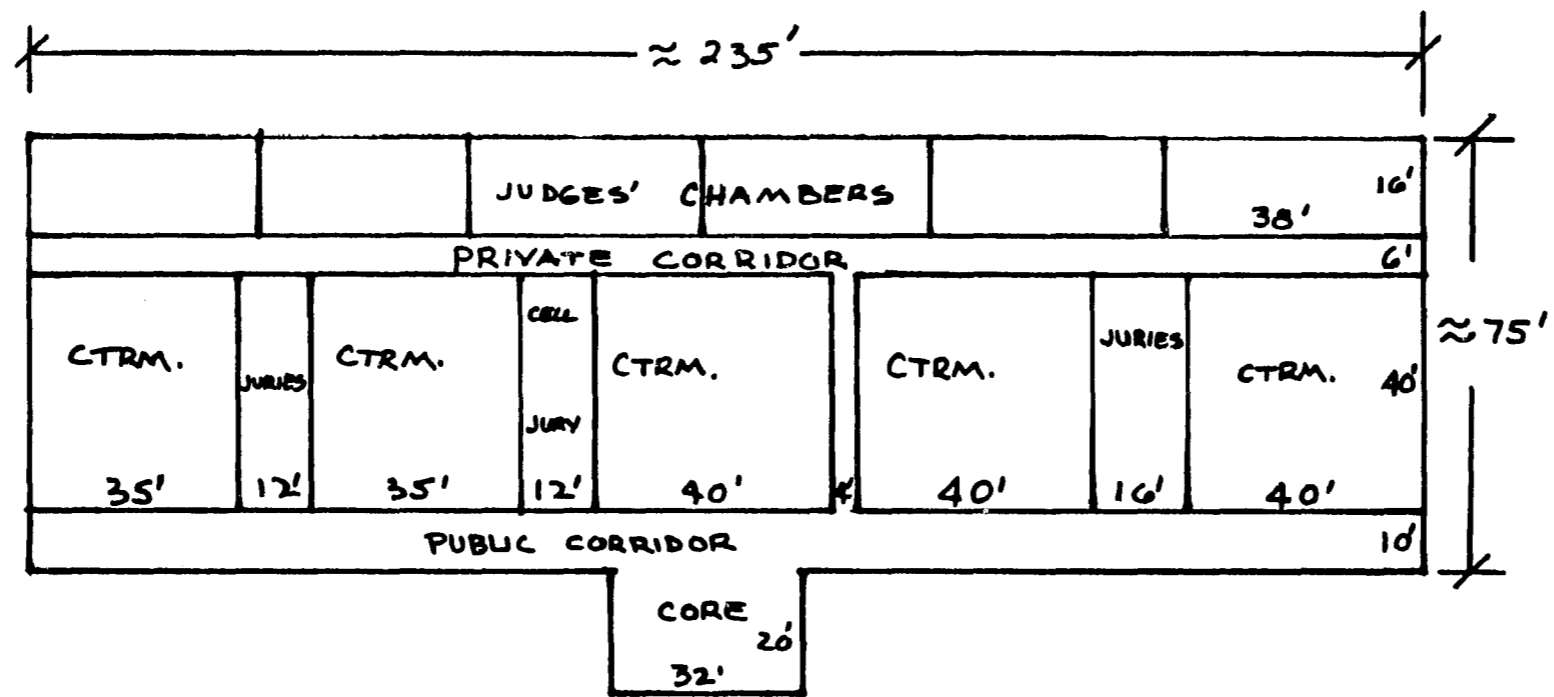 ≈ 235'
JUDGES' CHAMBERS
16'
38'
PRIVATE CORRIDOR
6'
≈ 75'
CTRM.
JURIES
CTRM.
CELL
JURY
CTRM.
CTRM.
JURIES
CTRM.
40'
35'
12'
35'
12'
40'
4'
40'
16'
40'
PUBLIC CORRIDOR
10'
CORE
20'
32'